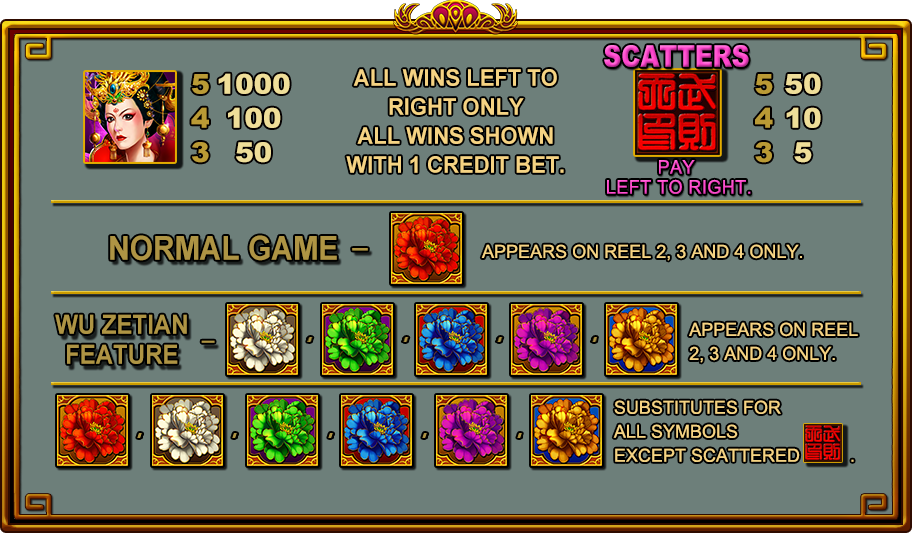 SCATTERS
5 1000
4 100
3 50
ALL WINS LEFT TO
RIGHT ONLY
ALL WINS SHOWN
WITH 1 CREDIT BET.
5 50
4 10
3 5
PAY
LEFT TO RIGHT.
NORMAL GAME –
APPEARS ON REEL 2, 3 AND 4 ONLY.
WU ZETIAN
FEATURE –
, , , ,
APPEARS ON REEL
2, 3 AND 4 ONLY.
, , , , ,
SUBSTITUTES FOR
ALL SYMBOLS
EXCEPT SCATTERED .